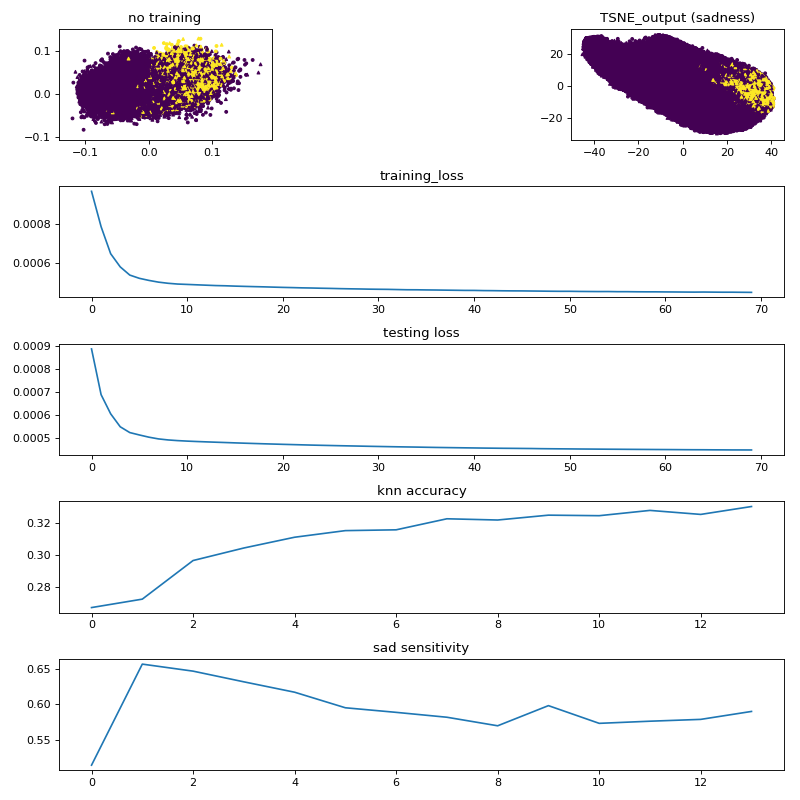 no training
TSNE_output (sadness)
0.1
0.0
−0.1
−0.1 0.0 0.1
20
0
−20
−40 −20 0 20 40
training_loss
0.0008
0.0006
0 10 20 30 40 50 60 70
testing loss
0.0009
0.0008
0.0007
0.0006
0.0005
0 10 20 30 40 50 60 70
knn accuracy
0.32
0.30
0.28
0 2 4 6 8 10 12
sad sensitivity
0.65
0.60
0.55
0 2 4 6 8 10 12